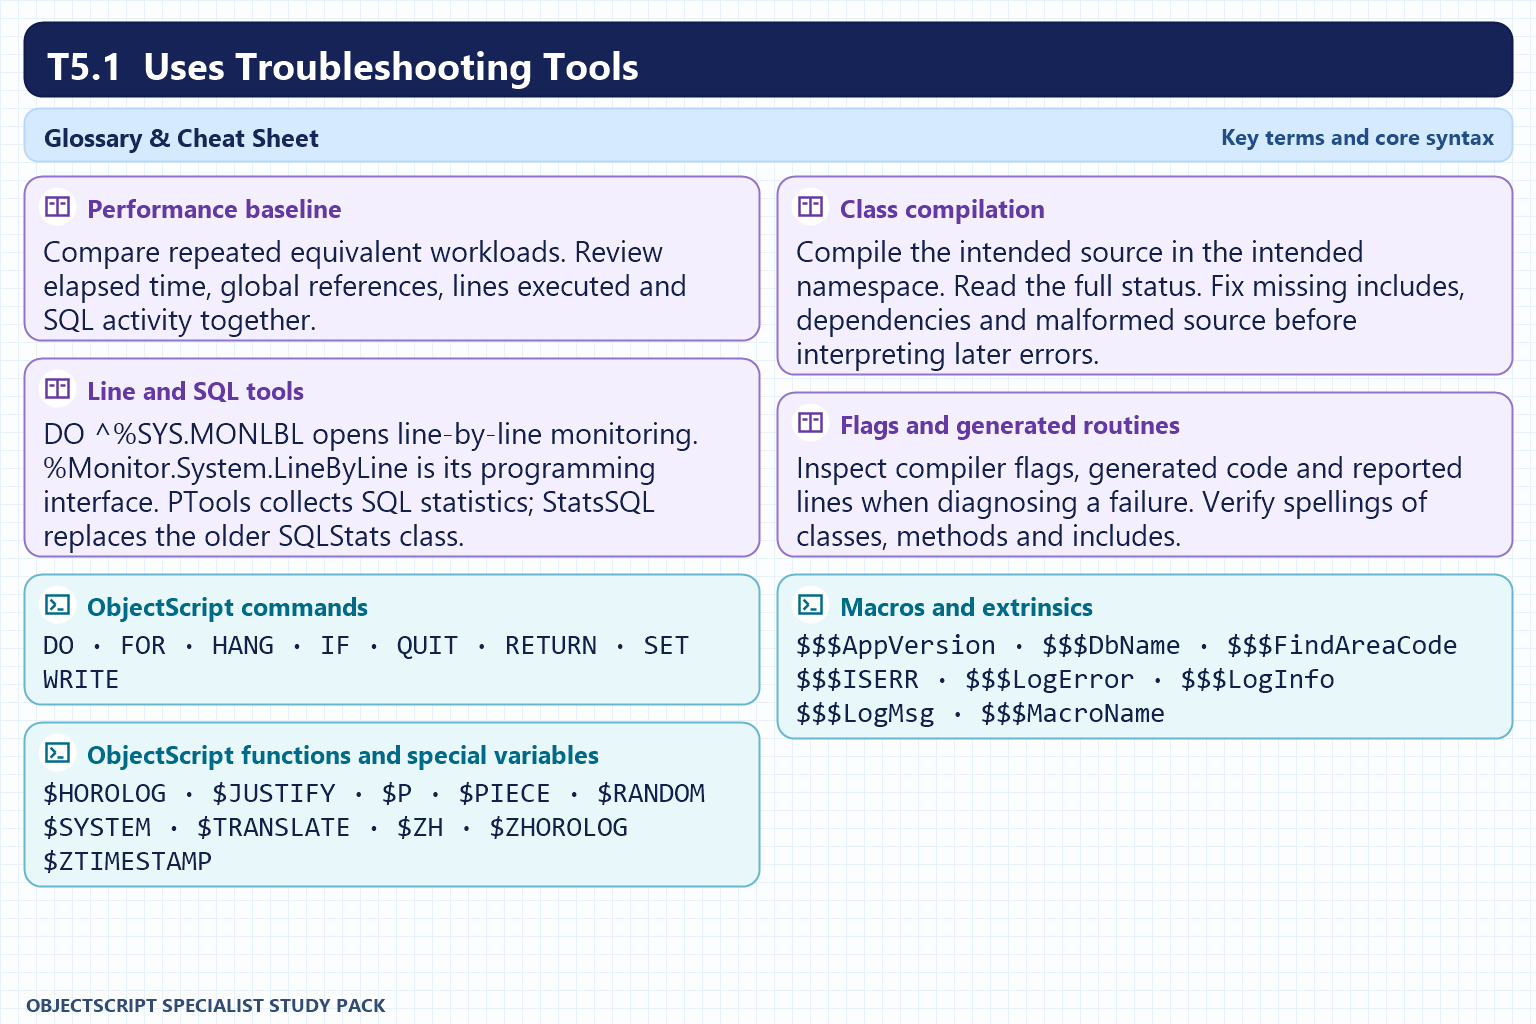 T5.1 Uses Troubleshooting Tools
Glossary & Cheat Sheet
Key terms and core syntax
Performance baseline
Compare repeated equivalent workloads. Review
elapsed time, global references, lines executed and
SQL activity together.
Line and SQL tools
DO ^%SYS.MONLBL opens line-by-line monitoring.
%Monitor.System.LineByLine is its programming
interface. PTools collects SQL statistics; StatsSQL
replaces the older SQLStats class.
ObjectScript commands
DO · FOR · HANG · IF · QUIT · RETURN · SET
WRITE
ObjectScript functions and special variables
$HOROLOG · $JUSTIFY · $P · $PIECE · $RANDOM
$SYSTEM · $TRANSLATE · $ZH · $ZHOROLOG
$ZTIMESTAMP
Class compilation
Compile the intended source in the intended
namespace. Read the full status. Fix missing includes,
dependencies and malformed source before
interpreting later errors.
Flags and generated routines
Inspect compiler flags, generated code and reported
lines when diagnosing a failure. Verify spellings of
classes, methods and includes.
Macros and extrinsics
$$$AppVersion · $$$DbName · $$$FindAreaCode
$$$ISERR · $$$LogError · $$$LogInfo
$$$LogMsg · $$$MacroName
OBJECTSCRIPT SPECIALIST STUDY PACK